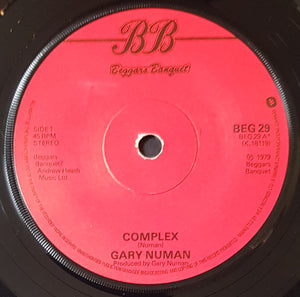 BB
Beggars Banquet
SIDE 1
45 RPM
STEREO
BEG 29
BEG 29 A
(K.18119)
Beggars
Banquet/
Andrew Heath
Music Ltd.
℗ 1979
Beggars
Banquet
COMPLEX
(Numan)
GARY NUMAN
Produced by Gary Numan